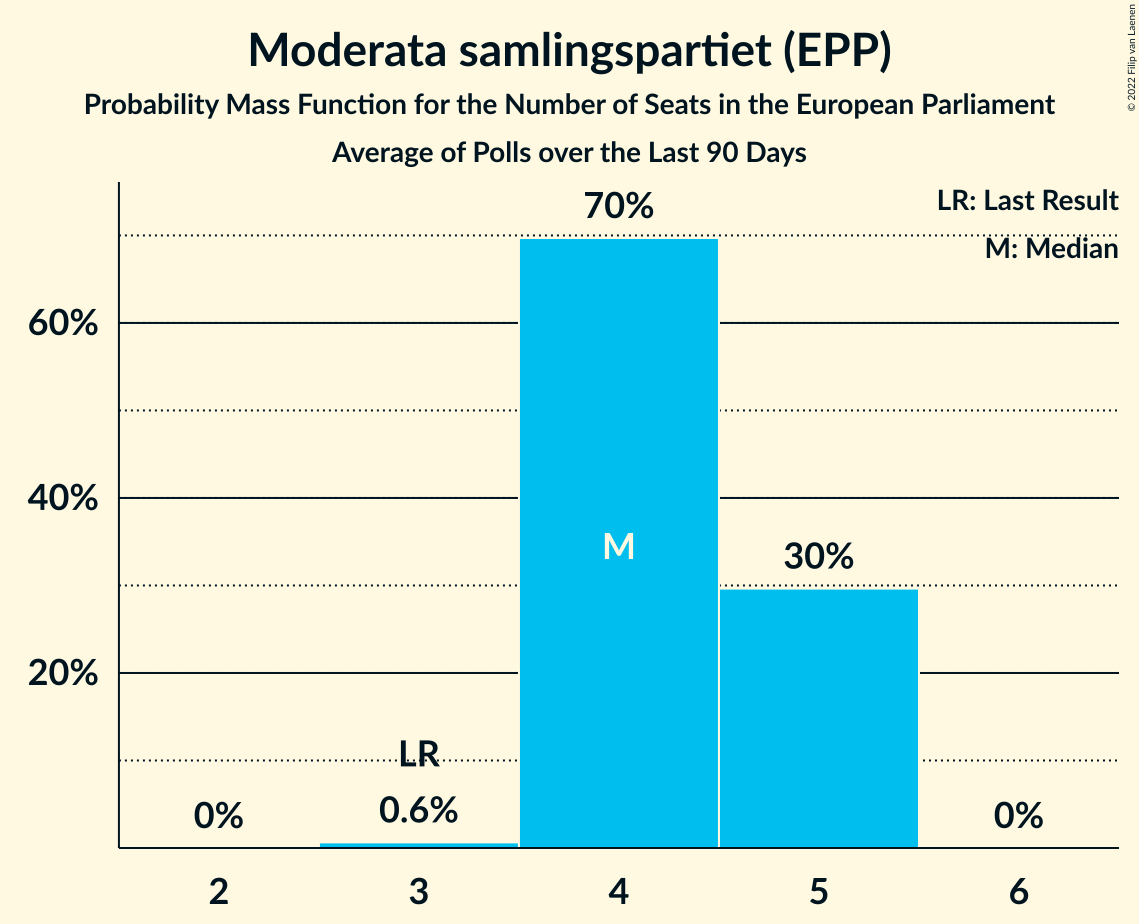 Moderata samlingspartiet (EPP)
Probability Mass Function for the Number of Seats in the European Parliament
Average of Polls over the Last 90 Days
© 2022 Filip van Laenen
LR: Last Result
M: Median
70%
60%
40%
M
30%
20%
LR
0%
0.6%
0%
2
3
4
5
6